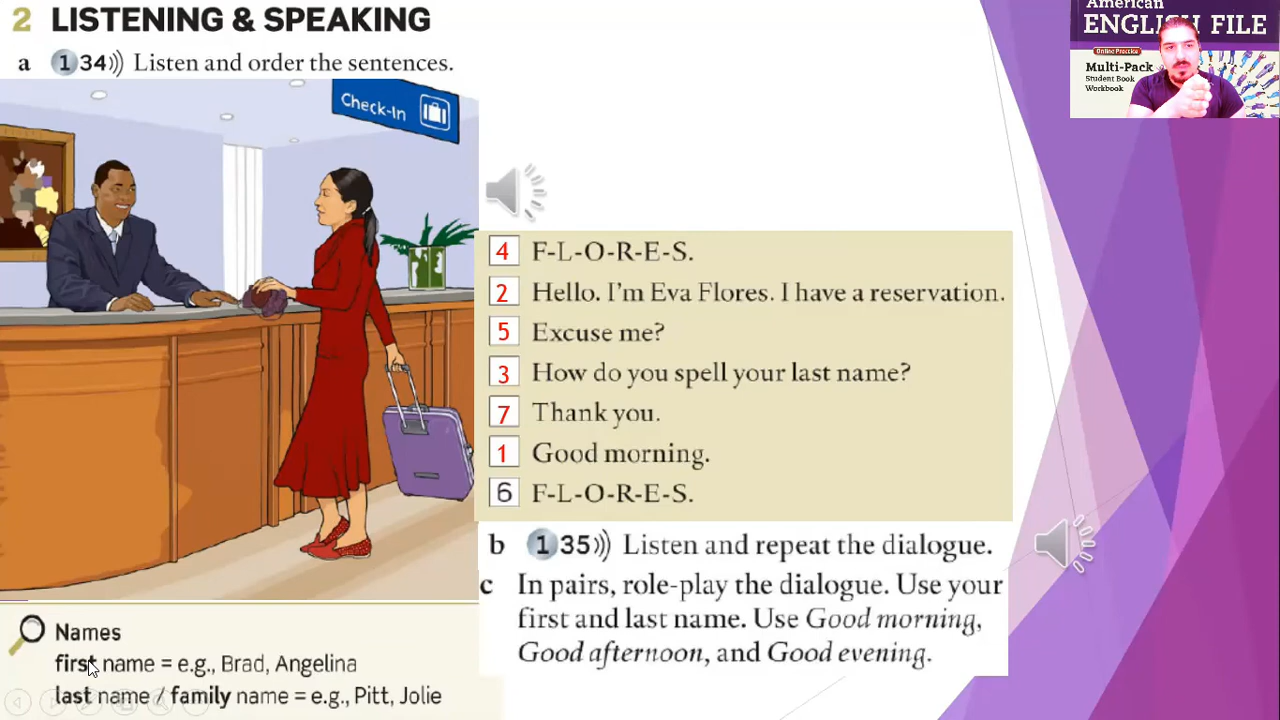 2 LISTENING & SPEAKING
a 1 34 Listen and order the sentences.
Check-In
4 F-L-O-R-E-S.
2 Hello. I'm Eva Flores. I have a reservation.
5 Excuse me?
3 How do you spell your last name?
7 Thank you.
1 Good morning.
6 F-L-O-R-E-S.
b 1 35 Listen and repeat the dialogue.
c In pairs, role-play the dialogue. Use your
first and last name. Use Good morning,
Good afternoon, and Good evening.
Names
first name = e.g., Brad, Angelina
last name / family name = e.g., Pitt, Jolie
American
ENGLISH FILE
Online Practice
Multi-Pack
Student Book
Workbook